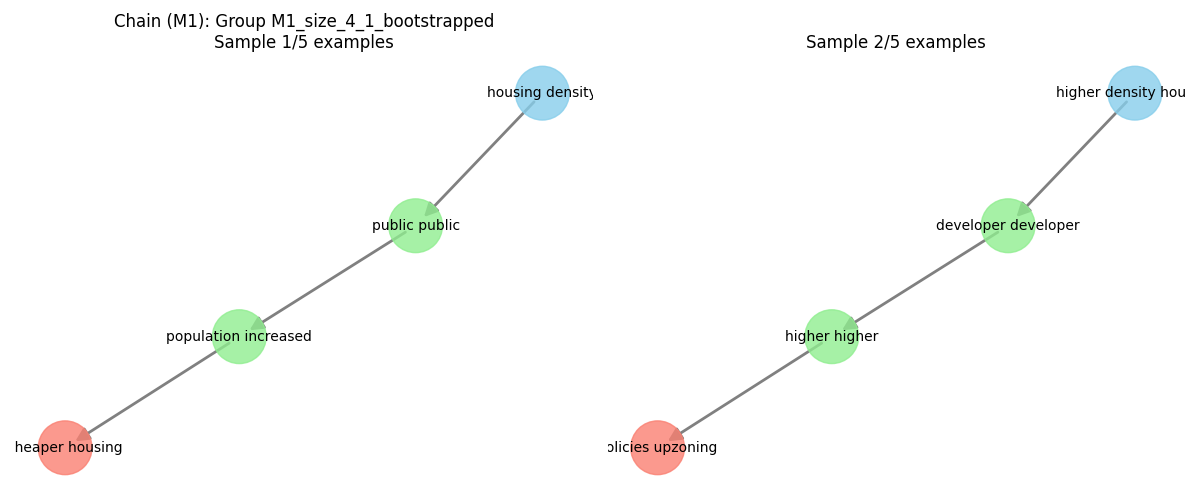 Chain (M1): Group M1_size_4_1_bootstrapped
Sample 1/5 examples
housing density
public public
population increased
heaper housing
Sample 2/5 examples
higher density hou
developer developer
higher higher
olicies upzoning